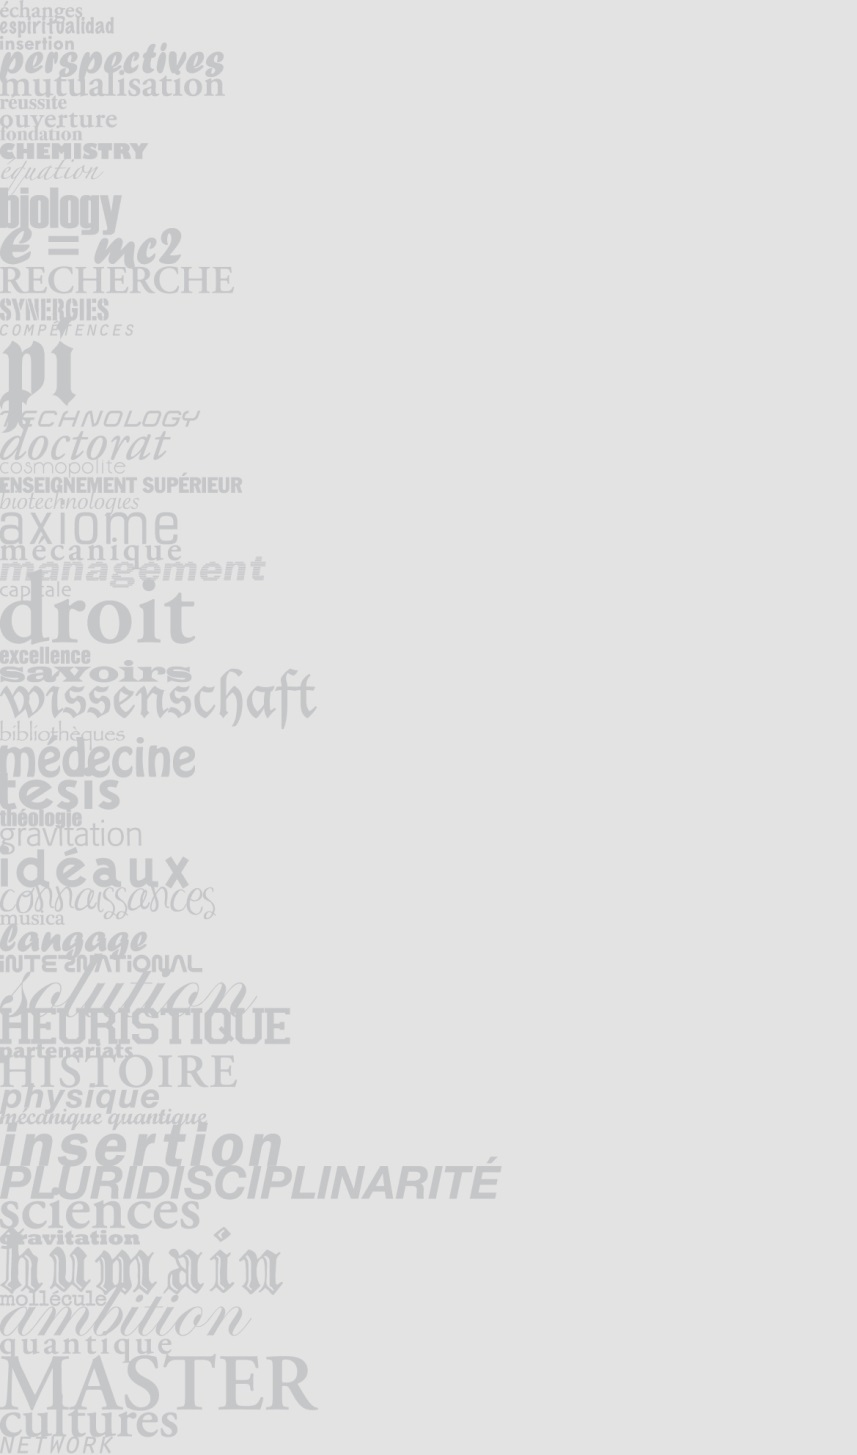 échanges
espiritualidad
insertion
perspectives
mutualisation
réussite
ouverture
fondation
CHEMISTRY
équation
biology
e = mc2
RECHERCHE
SYNERGIES
COMPÉTENCES
pi
TECHNOLOGY
doctorat
cosmopolite
ENSEIGNEMENT SUPÉRIEUR
biotechnologies
axiome
mécanique
management
capitale
droit
excellence
savoirs
wissenschaft
bibliothèques
médecine
tesis
théologie
gravitation
idéaux
connaissances
musica
langage
iNTERNATiONAL
solution
HEURISTIQUE
partenariats
HISTOIRE
physique
mécanique quantique
insertion
PLURIDISCIPLINARITÉ
sciences
gravitation
humain
mollécule
ambition
quantique
MASTER
cultures
NETWORK